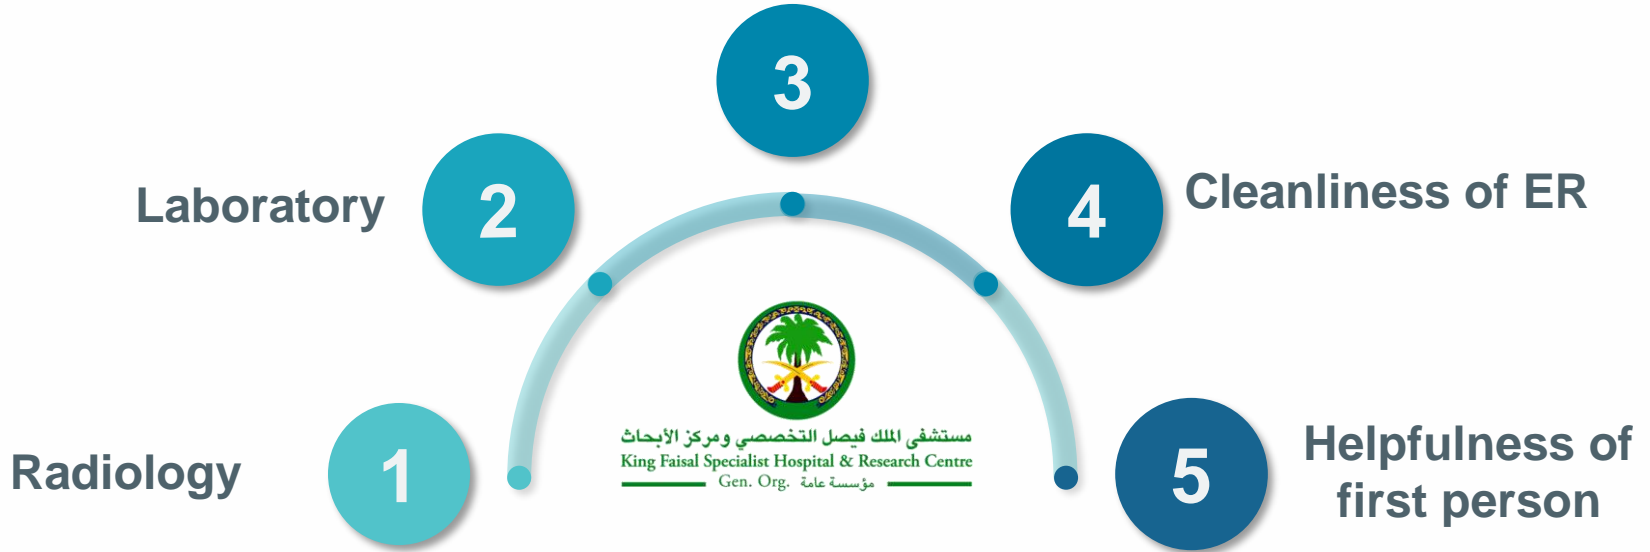 3
Laboratory
2
4
Cleanliness of ER
مستشفى الملك فيصل التخصصي ومركز الأبحاث
King Faisal Specialist Hospital & Research Centre
Gen. Org. مؤسسة عامة
Radiology
1
5
Helpfulness of
first person